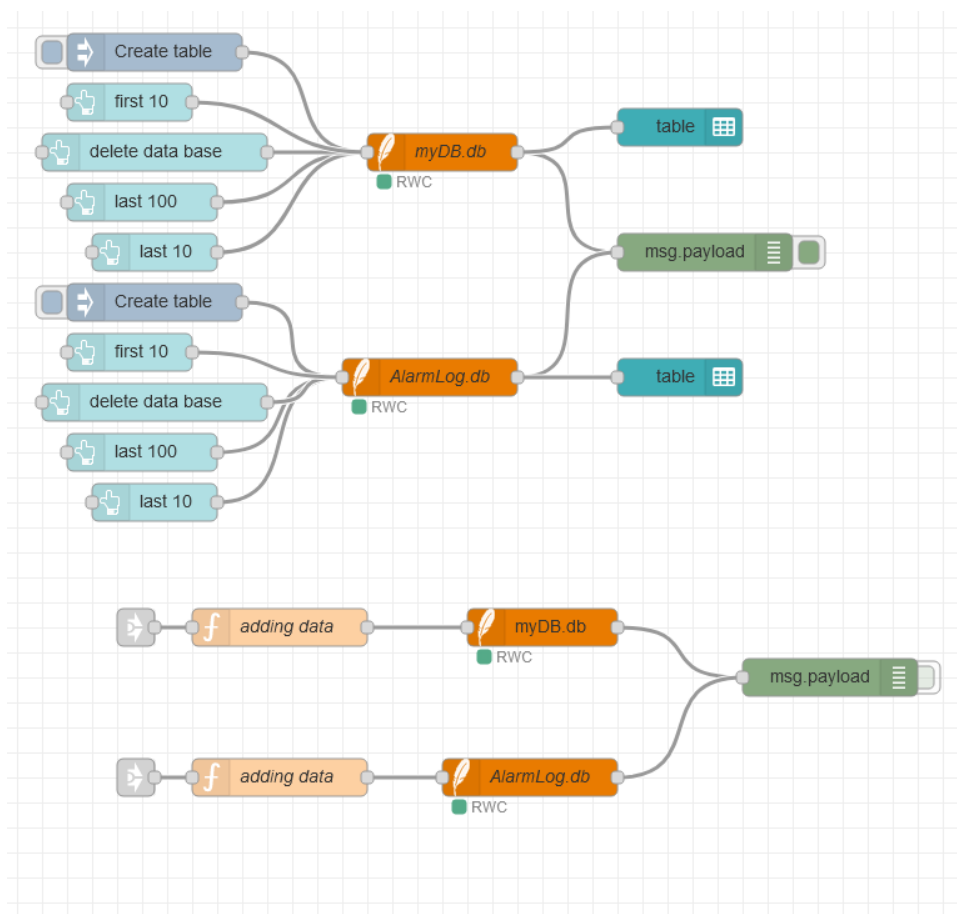 Create table
first 10
table
delete data base
myDB.db
RWC
last 100
last 10
msg.payload
Create table
first 10
AlarmLog.db
table
delete data base
RWC
last 100
last 10
adding data
myDB.db
RWC
msg.payload
adding data
AlarmLog.db
RWC